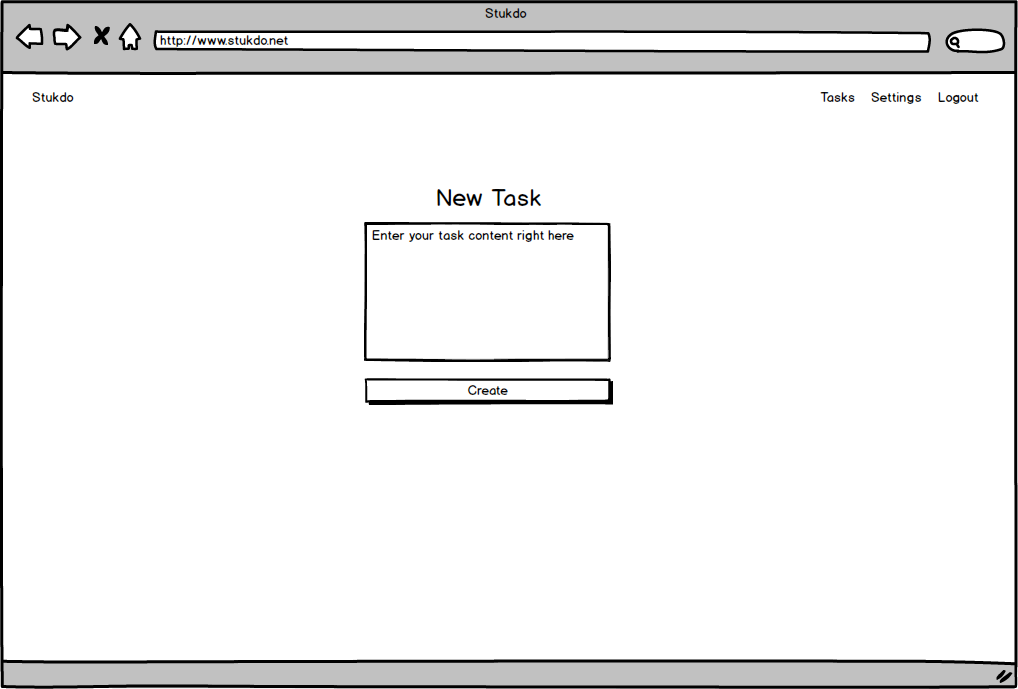 Stukdo
http://www.stukdo.net
Stukdo
Tasks Settings Logout
New Task
Enter your task content right here
Create